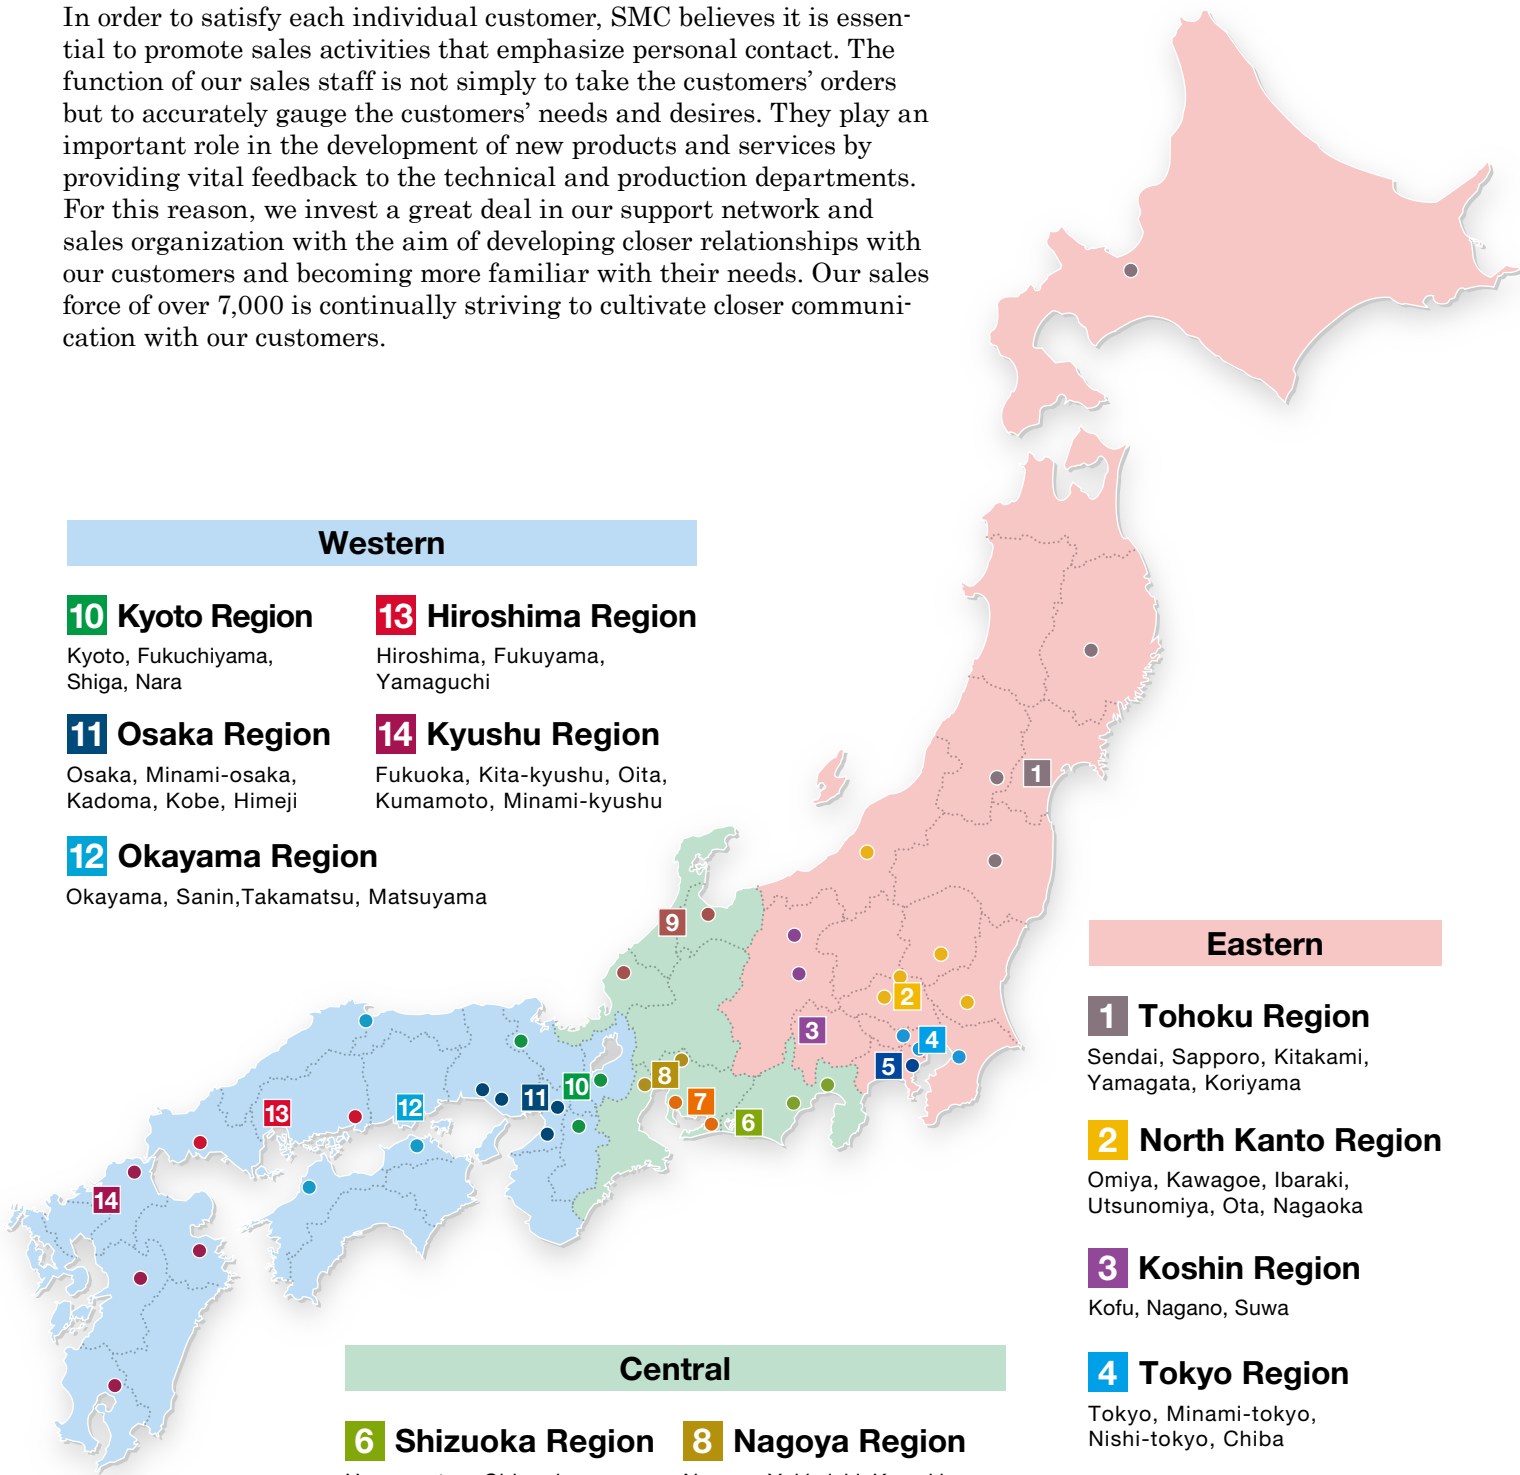 In order to satisfy each individual customer, SMC believes it is essen-
tial to promote sales activities that emphasize personal contact. The
function of our sales staff is not simply to take the customers’ orders
but to accurately gauge the customers’ needs and desires. They play an
important role in the development of new products and services by
providing vital feedback to the technical and production departments.
For this reason, we invest a great deal in our support network and
sales organization with the aim of developing closer relationships with
our customers and becoming more familiar with their needs. Our sales
force of over 7,000 is continually striving to cultivate closer communi-
cation with our customers.
Western
10 Kyoto Region
Kyoto, Fukuchiyama,
Shiga, Nara
13 Hiroshima Region
Hiroshima, Fukuyama,
Yamaguchi
11 Osaka Region
Osaka, Minami-osaka,
Kadoma, Kobe, Himeji
14 Kyushu Region
Fukuoka, Kita-kyushu, Oita,
Kumamoto, Minami-kyushu
12 Okayama Region
Okayama, Sanin,Takamatsu, Matsuyama
1
9
2
3
4
5
8
10
11
7
12
13
6
14
Eastern
1 Tohoku Region
Sendai, Sapporo, Kitakami,
Yamagata, Koriyama
2 North Kanto Region
Omiya, Kawagoe, Ibaraki,
Utsunomiya, Ota, Nagaoka
3 Koshin Region
Kofu, Nagano, Suwa
4 Tokyo Region
Tokyo, Minami-tokyo,
Nishi-tokyo, Chiba
Central
6 Shizuoka Region
8 Nagoya Region